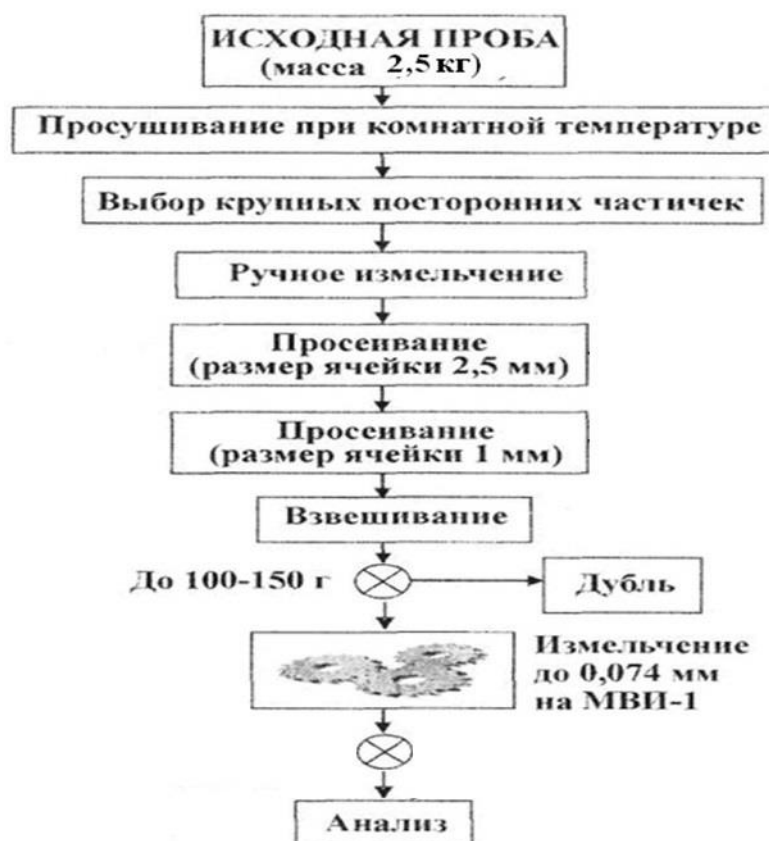 ИСХОДНАЯ ПРОБА
(масса 2,5 кг)
Просушивание при комнатной температуре
Выбор крупных посторонних частичек
Ручное измельчение
Просеивание
(размер ячейки 2,5 мм)
Просеивание
(размер ячейки 1 мм)
Взвешивание
До 100-150 г
Дубль
Измельчение
до 0,074 мм
на МВИ-1
Анализ